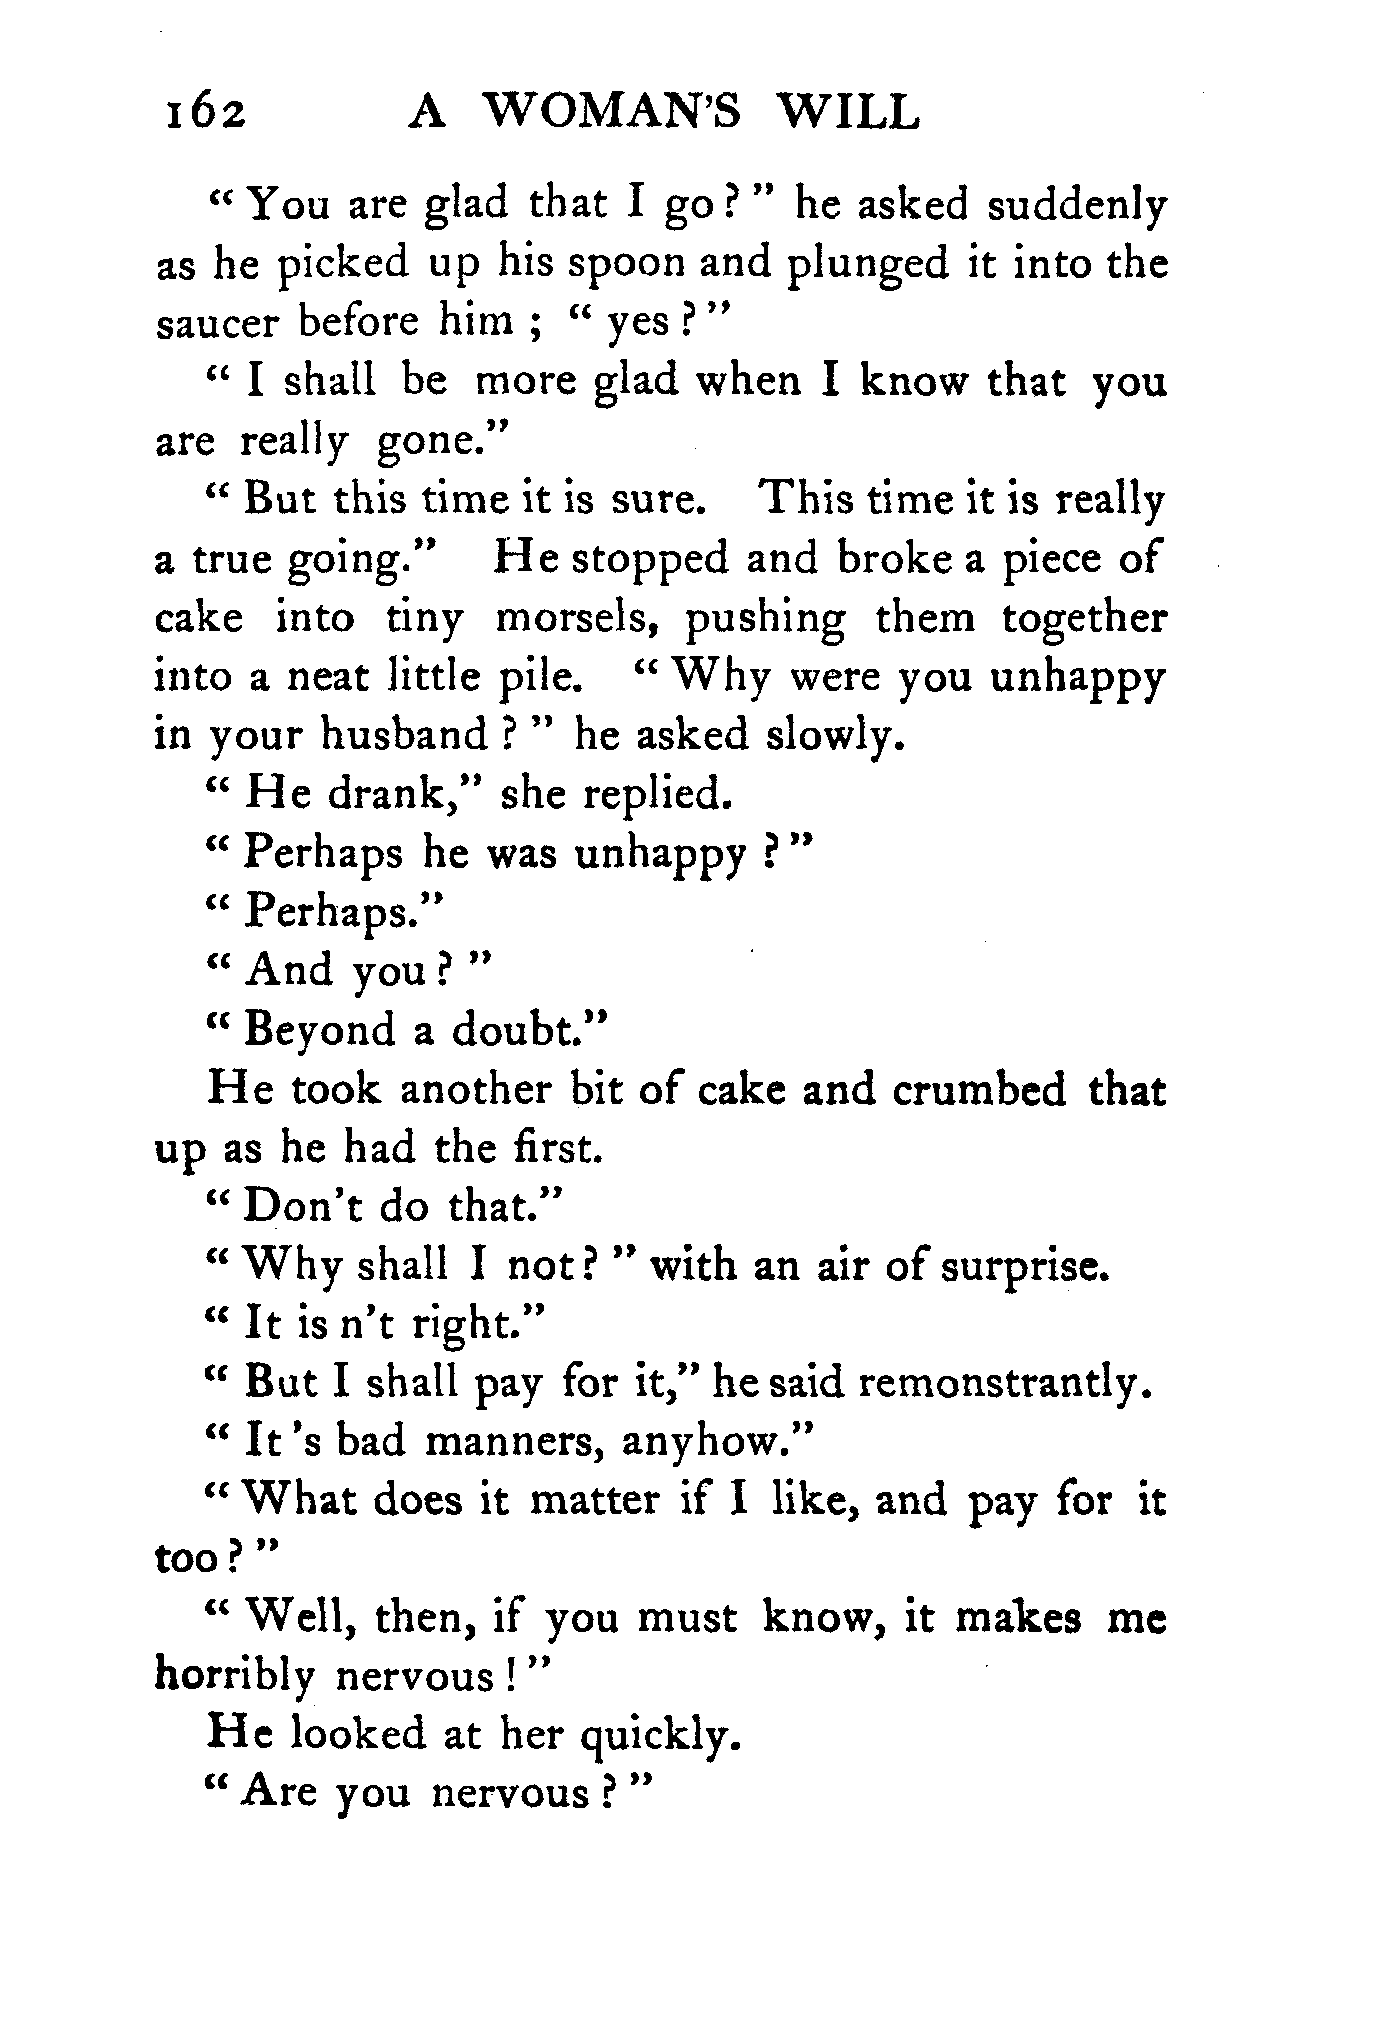 162 A WOMAN'S WILL
“ You are glad that I go? ” he asked suddenly
as he picked up his spoon and plunged it into the
saucer before him ; “ yes ? ”
“ I shall be more glad when I know that you
are really gone.”
“ But this time it is sure. This time it is really
a true going.” He stopped and broke a piece of
cake into tiny morsels, pushing them together
into a neat little pile. “ Why were you unhappy
in your husband ? ” he asked slowly.
“ He drank,” she replied.
“ Perhaps he was unhappy ? ”
“ Perhaps.”
“ And you ? ”
“ Beyond a doubt.”
He took another bit of cake and crumbed that
up as he had the first.
“ Don't do that.”
“ Why shall I not ? ” with an air of surprise.
“ It is n't right.”
“ But I shall pay for it,” he said remonstrantly.
“ It 's bad manners, anyhow.”
“ What does it matter if I like, and pay for it
too ? ”
“ Well, then, if you must know, it makes me
horribly nervous ! ”
He looked at her quickly.
“ Are you nervous ? ”